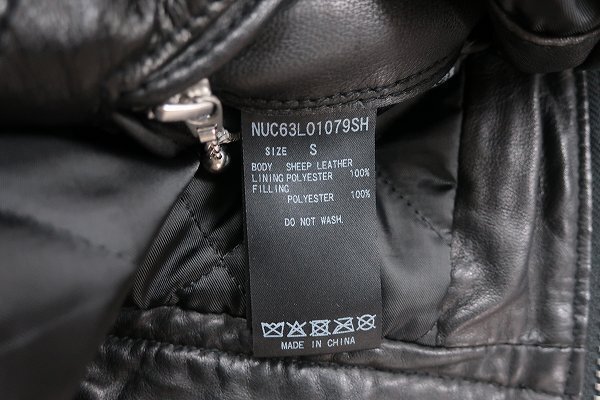 NUC63L01079SH
SIZE S
BODY SHEEP LEATHER
LINING POLYESTER 100%
FILLING
POLYESTER 100%
DO NOT WASH.
MADE IN CHINA